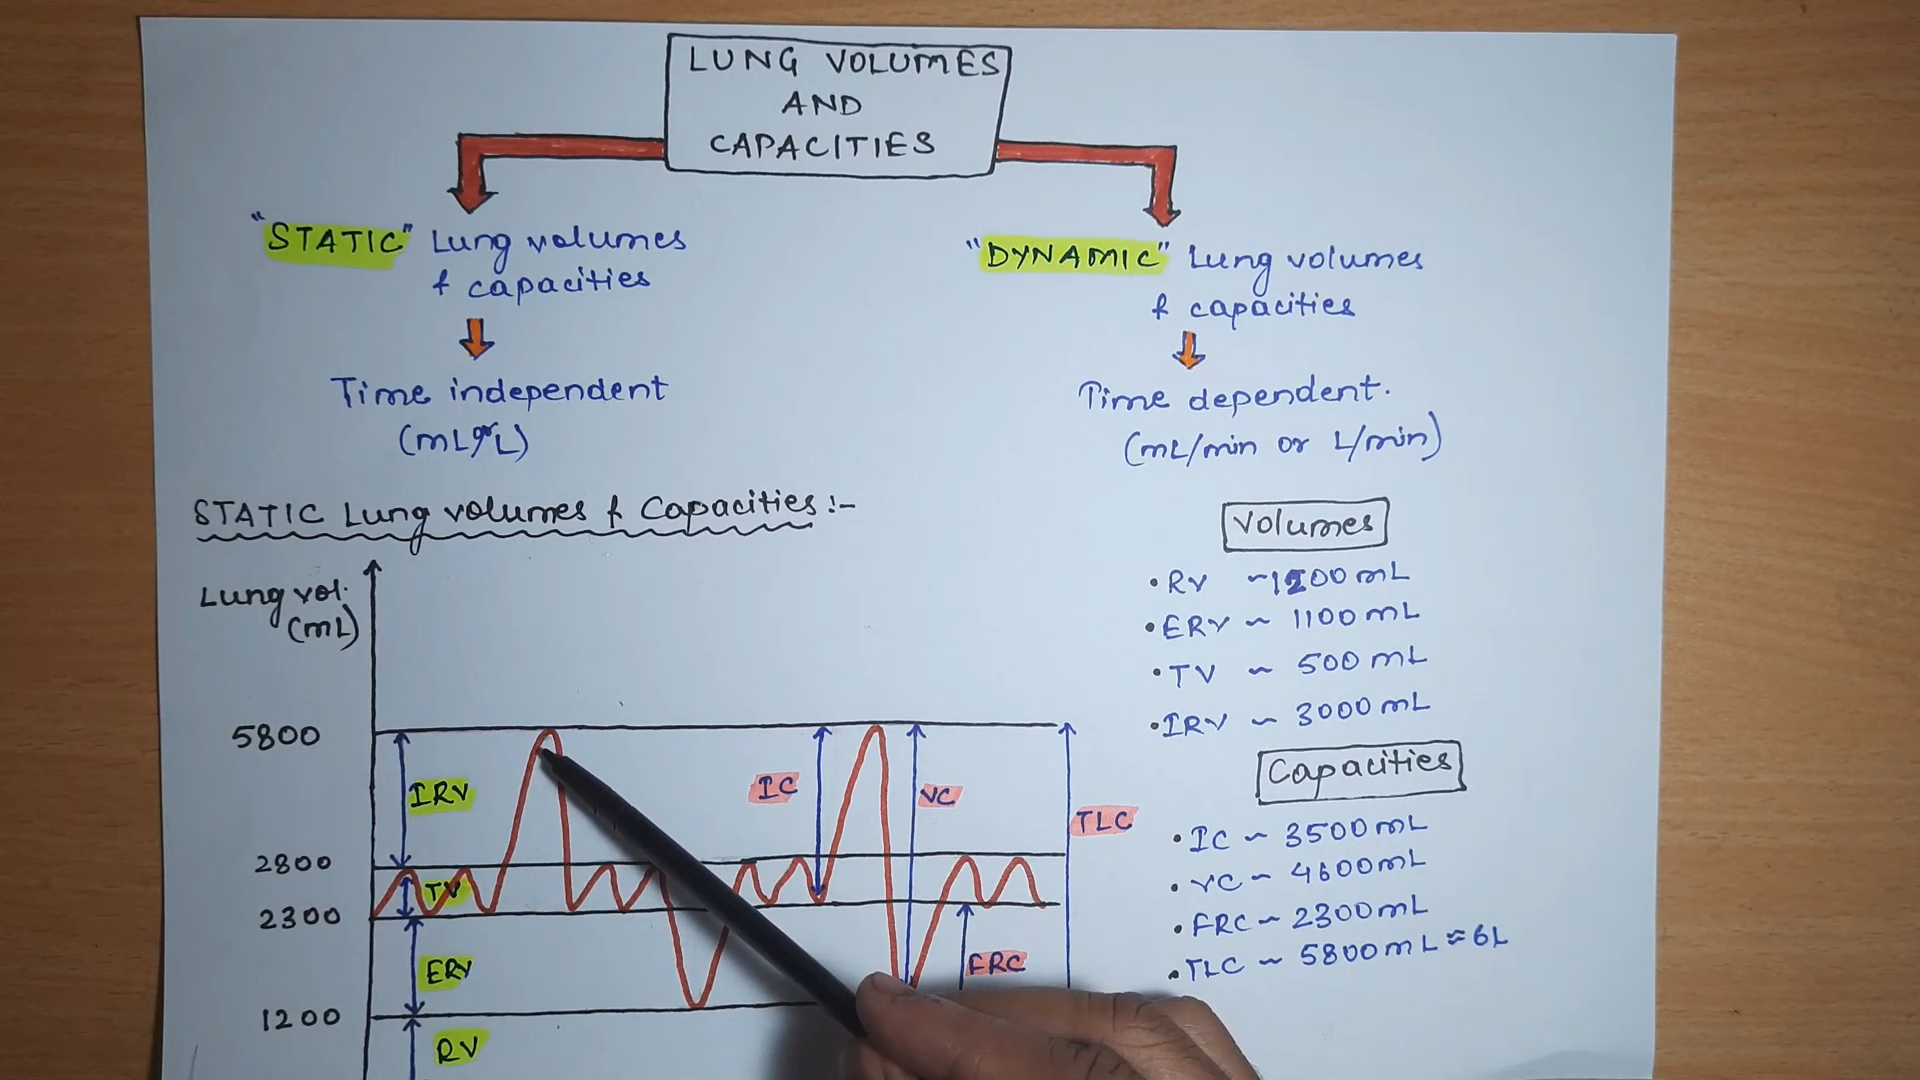 LUNG VOLUMES
AND
CAPACITIES
"STATIC" Lung volumes
& capacities
Time independent
(mL or L)
"DYNAMIC" Lung volumes
& capacities
Time dependent.
(mL/min or L/min)
STATIC Lung volumes & Capacities :-
Lung vol.
(mL)
5800
2800
2300
1200
IRV
TV
ERV
RV
IC
VC
TLC
FRC
Volumes
• RV ~1200 mL
• ERV ~ 1100 mL
• TV ~ 500 mL
• IRV ~ 3000 mL
Capacities
• IC ~ 3500 mL
• VC ~ 4600 mL
• FRC ~ 2300 mL
• TLC ~ 5800 mL ≈ 6L